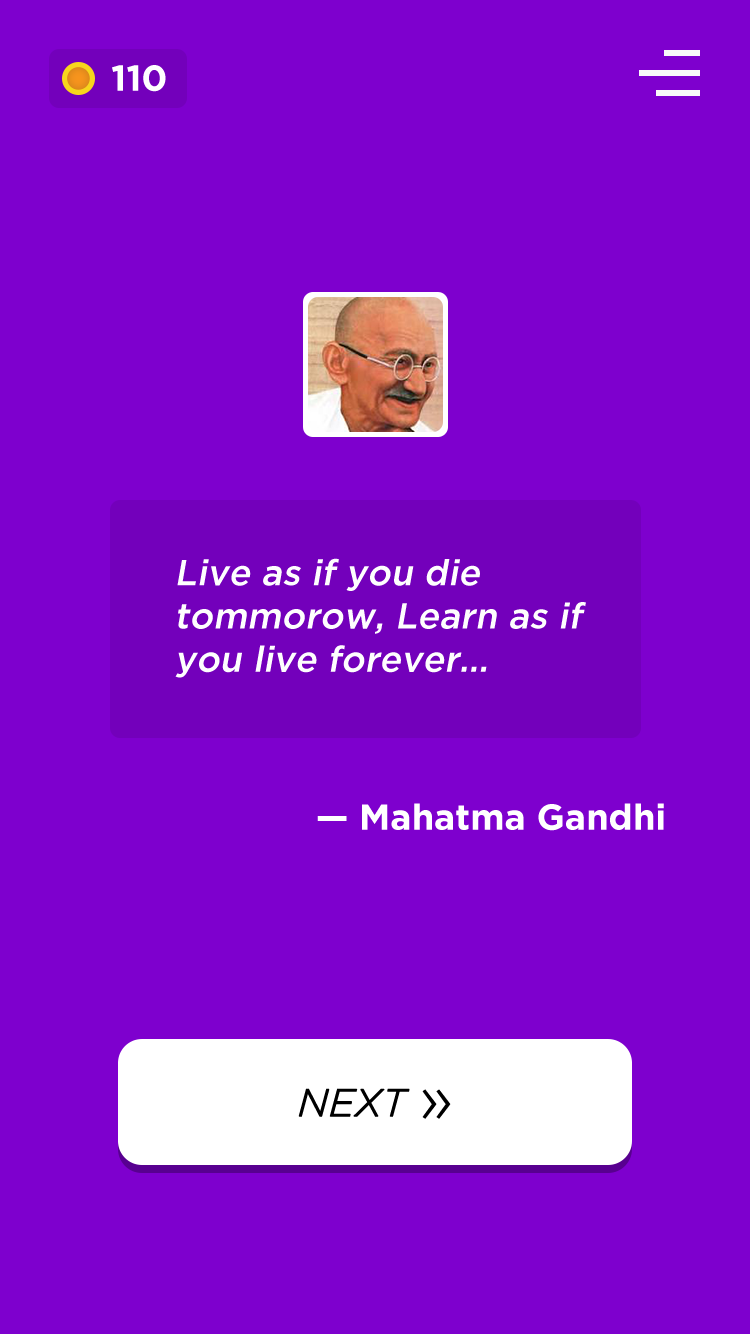 110
Live as if you die
tommorow, Learn as if
you live forever...
— Mahatma Gandhi
NEXT »